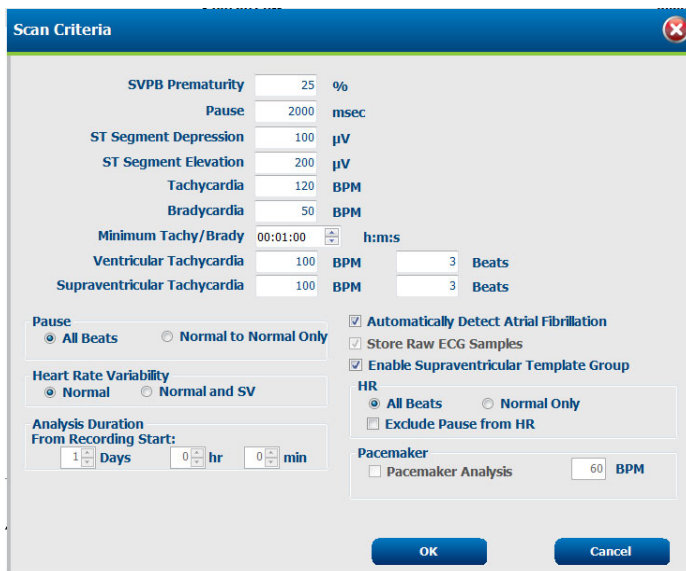 Scan Criteria
SVPB Prematurity 25 %
Pause 2000 msec
ST Segment Depression 100 µV
ST Segment Elevation 200 µV
Tachycardia 120 BPM
Bradycardia 50 BPM
Minimum Tachy/Brady 00:01:00 h:m:s
Ventricular Tachycardia 100 BPM 3 Beats
Supraventricular Tachycardia 100 BPM 3 Beats
Pause
All Beats Normal to Normal Only
Heart Rate Variability
Normal Normal and SV
Analysis Duration
From Recording Start:
1 Days 0 hr 0 min
Automatically Detect Atrial Fibrillation
Store Raw ECG Samples
Enable Supraventricular Template Group
HR
All Beats Normal Only
Exclude Pause from HR
Pacemaker
Pacemaker Analysis 60 BPM
OK Cancel